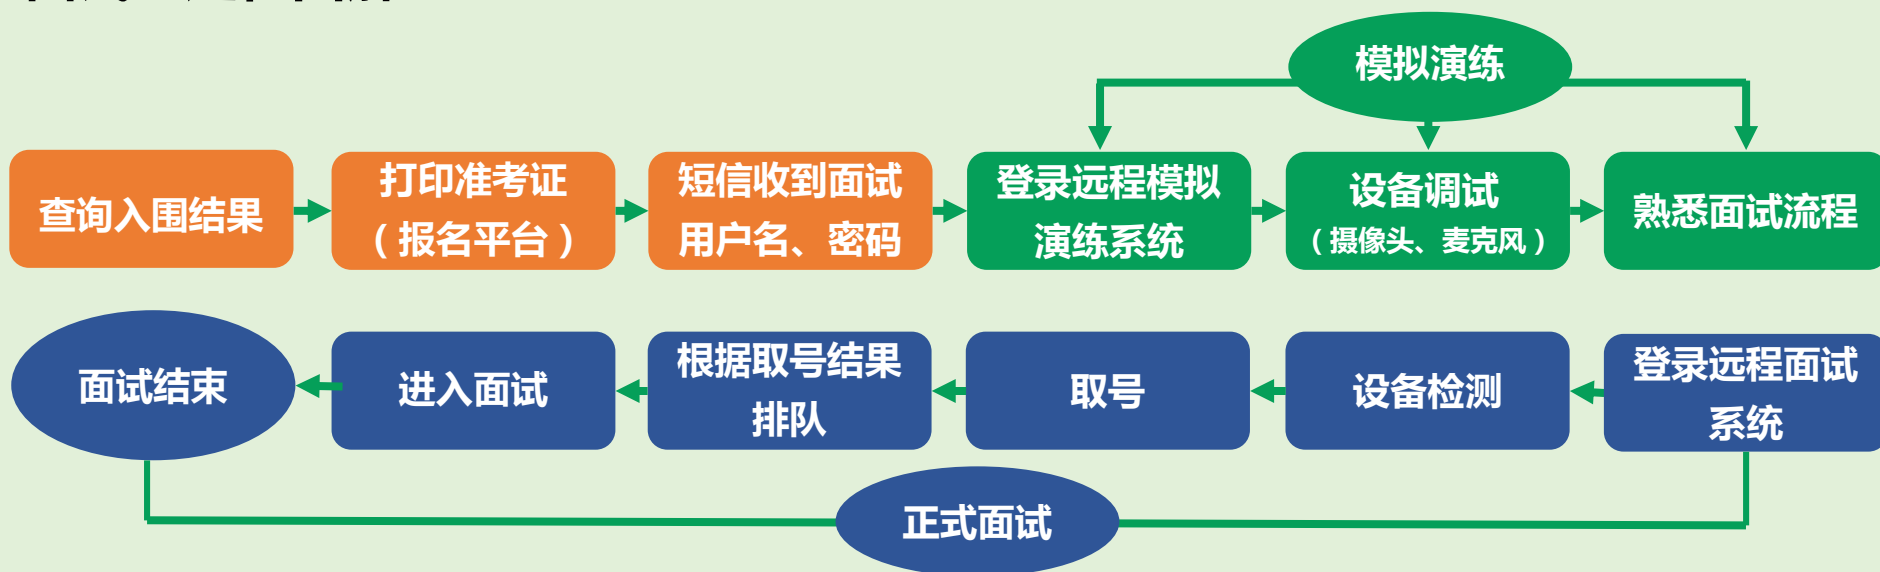 模拟演练
查询入围结果
打印准考证
（报名平台）
短信收到面试
用户名、密码
登录远程模拟
演练系统
设备调试
（摄像头、麦克风）
熟悉面试流程
登录远程面试
系统
设备检测
取号
根据取号结果
排队
进入面试
面试结束
正式面试